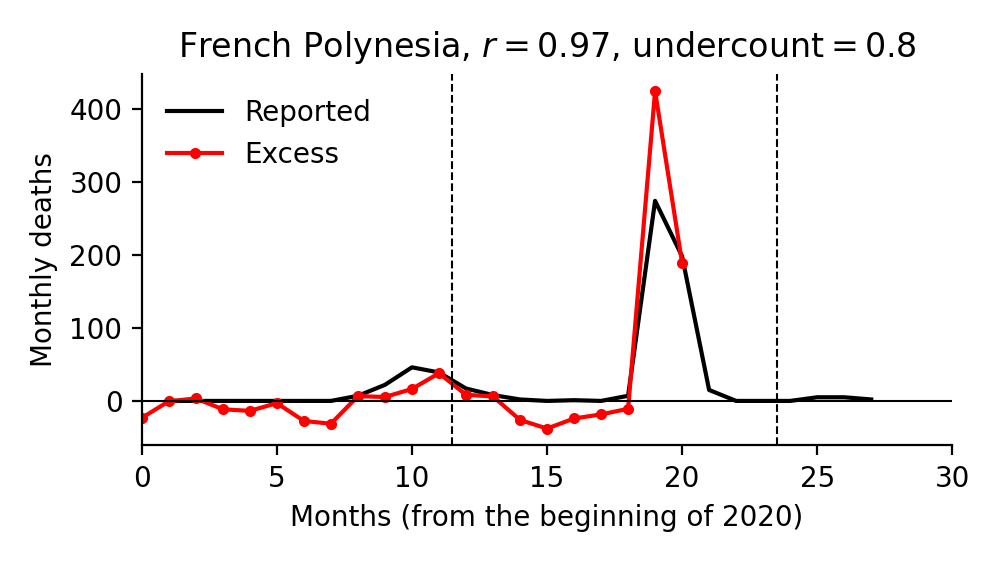 French Polynesia, r = 0.97, undercount = 0.8
Reported
Excess
Monthly deaths
400
300
200
100
0
0 5 10 15 20 25 30
Months (from the beginning of 2020)